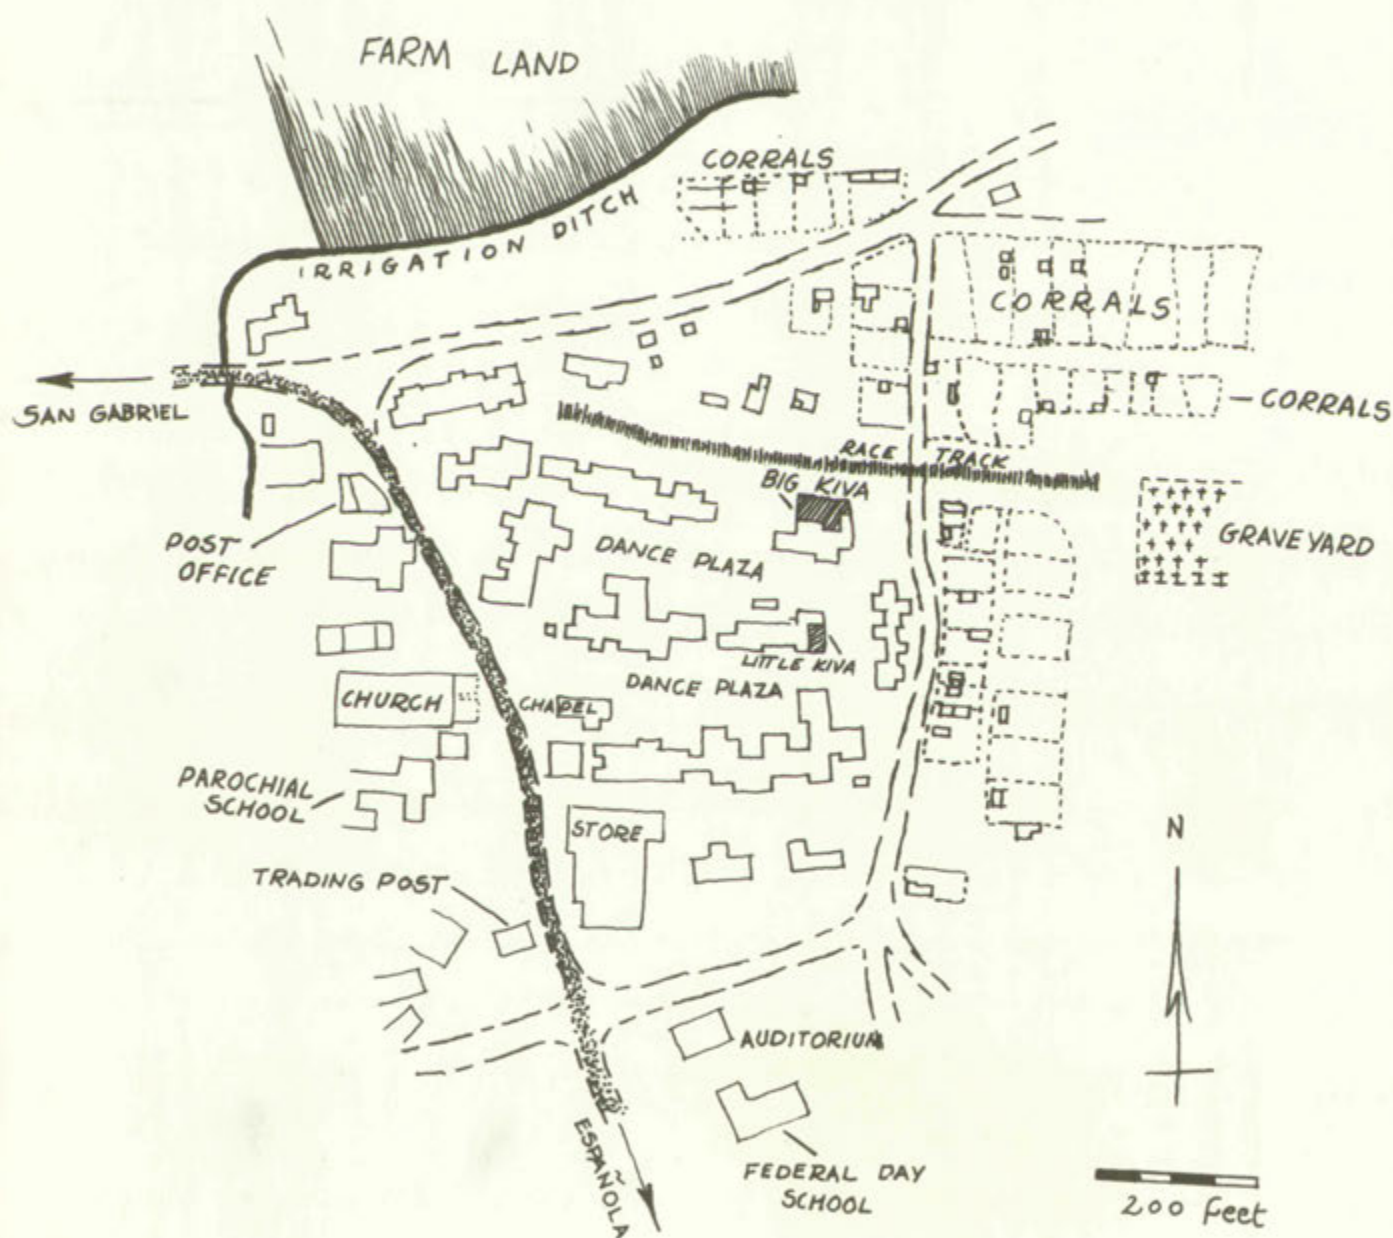 FARM LAND
CORRALS
IRRIGATION DITCH
CORRALS
SAN GABRIEL
CORRALS
RACE TRACK
BIG KIVA
GRAVEYARD
POST
OFFICE
DANCE PLAZA
LITTLE KIVA
DANCE PLAZA
CHURCH
CHAPEL
PAROCHIAL
SCHOOL
STORE
N
TRADING POST
AUDITORIUM
ESPAÑOLA
FEDERAL DAY
SCHOOL
200 Feet